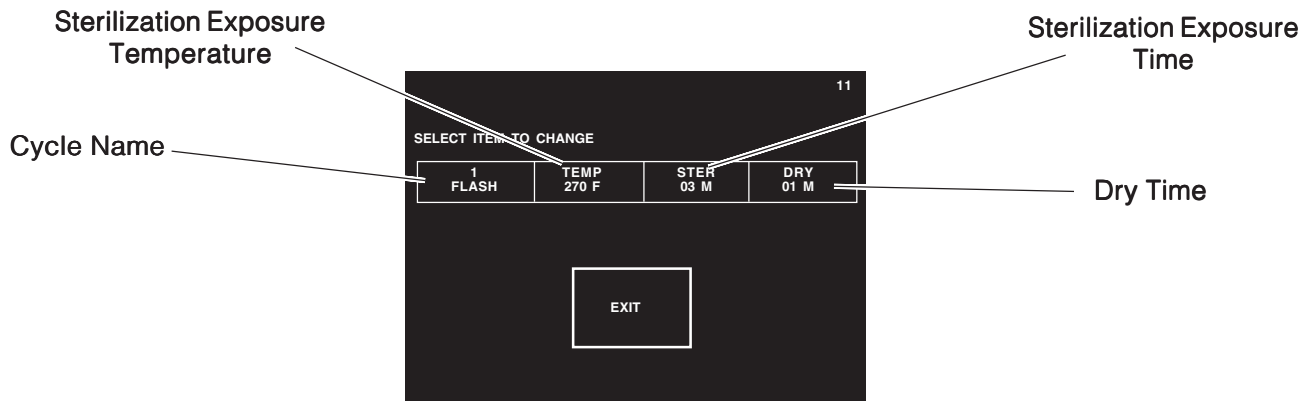 Sterilization Exposure
Temperature
Sterilization Exposure
Time
11
SELECT ITEM TO CHANGE
Cycle Name
1
FLASH
TEMP
270 F
STER
03 M
DRY
01 M
Dry Time
EXIT